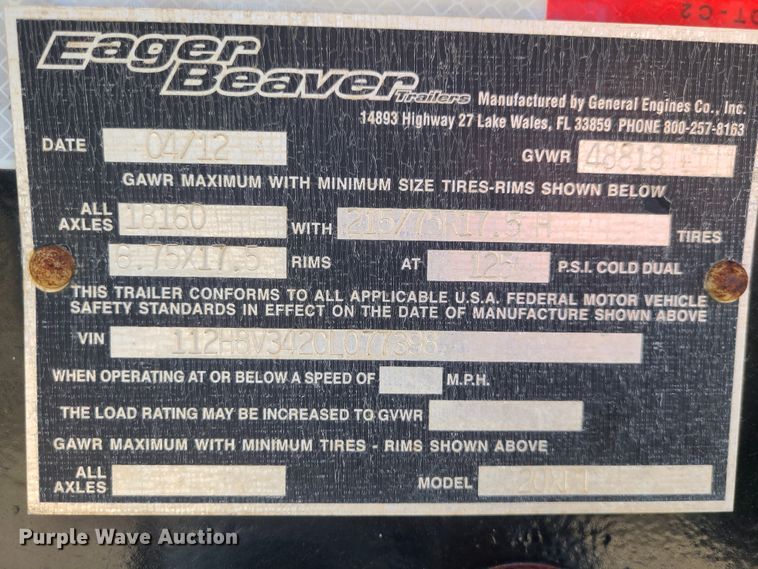 DOT-C2
Eager Beaver Trailers
Manufactured by General Engines Co., Inc.
14893 Highway 27 Lake Wales, FL 33859 PHONE 800-257-8163
DATE 04/12 GVWR 48818
GAWR MAXIMUM WITH MINIMUM SIZE TIRES-RIMS SHOWN BELOW
ALL AXLES 18160 WITH 215/75R17.5 H TIRES
6.75X17.5 RIMS AT 125 P.S.I. COLD DUAL
THIS TRAILER CONFORMS TO ALL APPLICABLE U.S.A. FEDERAL MOTOR VEHICLE
SAFETY STANDARDS IN EFFECT ON THE DATE OF MANUFACTURE SHOWN ABOVE
VIN
WHEN OPERATING AT OR BELOW A SPEED OF M.P.H.
THE LOAD RATING MAY BE INCREASED TO GVWR
GAWR MAXIMUM WITH MINIMUM TIRES - RIMS SHOWN ABOVE
ALL AXLES MODEL
Purple Wave Auction